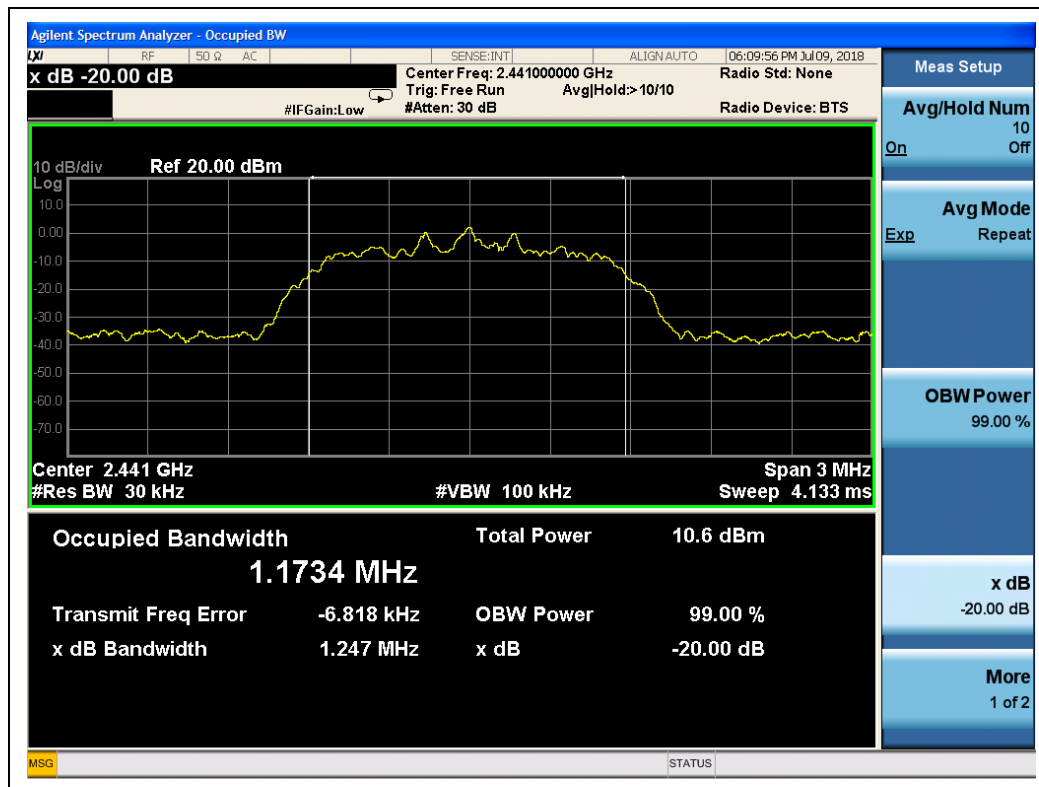 Agilent Spectrum Analyzer - Occupied BW
LXI RF 50 Ω AC SENSE:INT ALIGN AUTO 06:09:56 PM Jul 09, 2018
x dB -20.00 dB
Center Freq: 2.441000000 GHz
Radio Std: None
Trig: Free Run Avg|Hold:>10/10
#IFGain:Low #Atten: 30 dB
Radio Device: BTS
10 dB/div Ref 20.00 dBm
Log
10.0
0.00
-10.0
-20.0
-30.0
-40.0
-50.0
-60.0
-70.0
Center 2.441 GHz Span 3 MHz
#Res BW 30 kHz #VBW 100 kHz Sweep 4.133 ms
Occupied Bandwidth Total Power 10.6 dBm
1.1734 MHz
Transmit Freq Error -6.818 kHz OBW Power 99.00 %
x dB Bandwidth 1.247 MHz x dB -20.00 dB
Meas Setup
Avg/Hold Num
10
On Off
Avg Mode
Exp Repeat
OBW Power
99.00 %
x dB
-20.00 dB
More
1 of 2
MSG STATUS